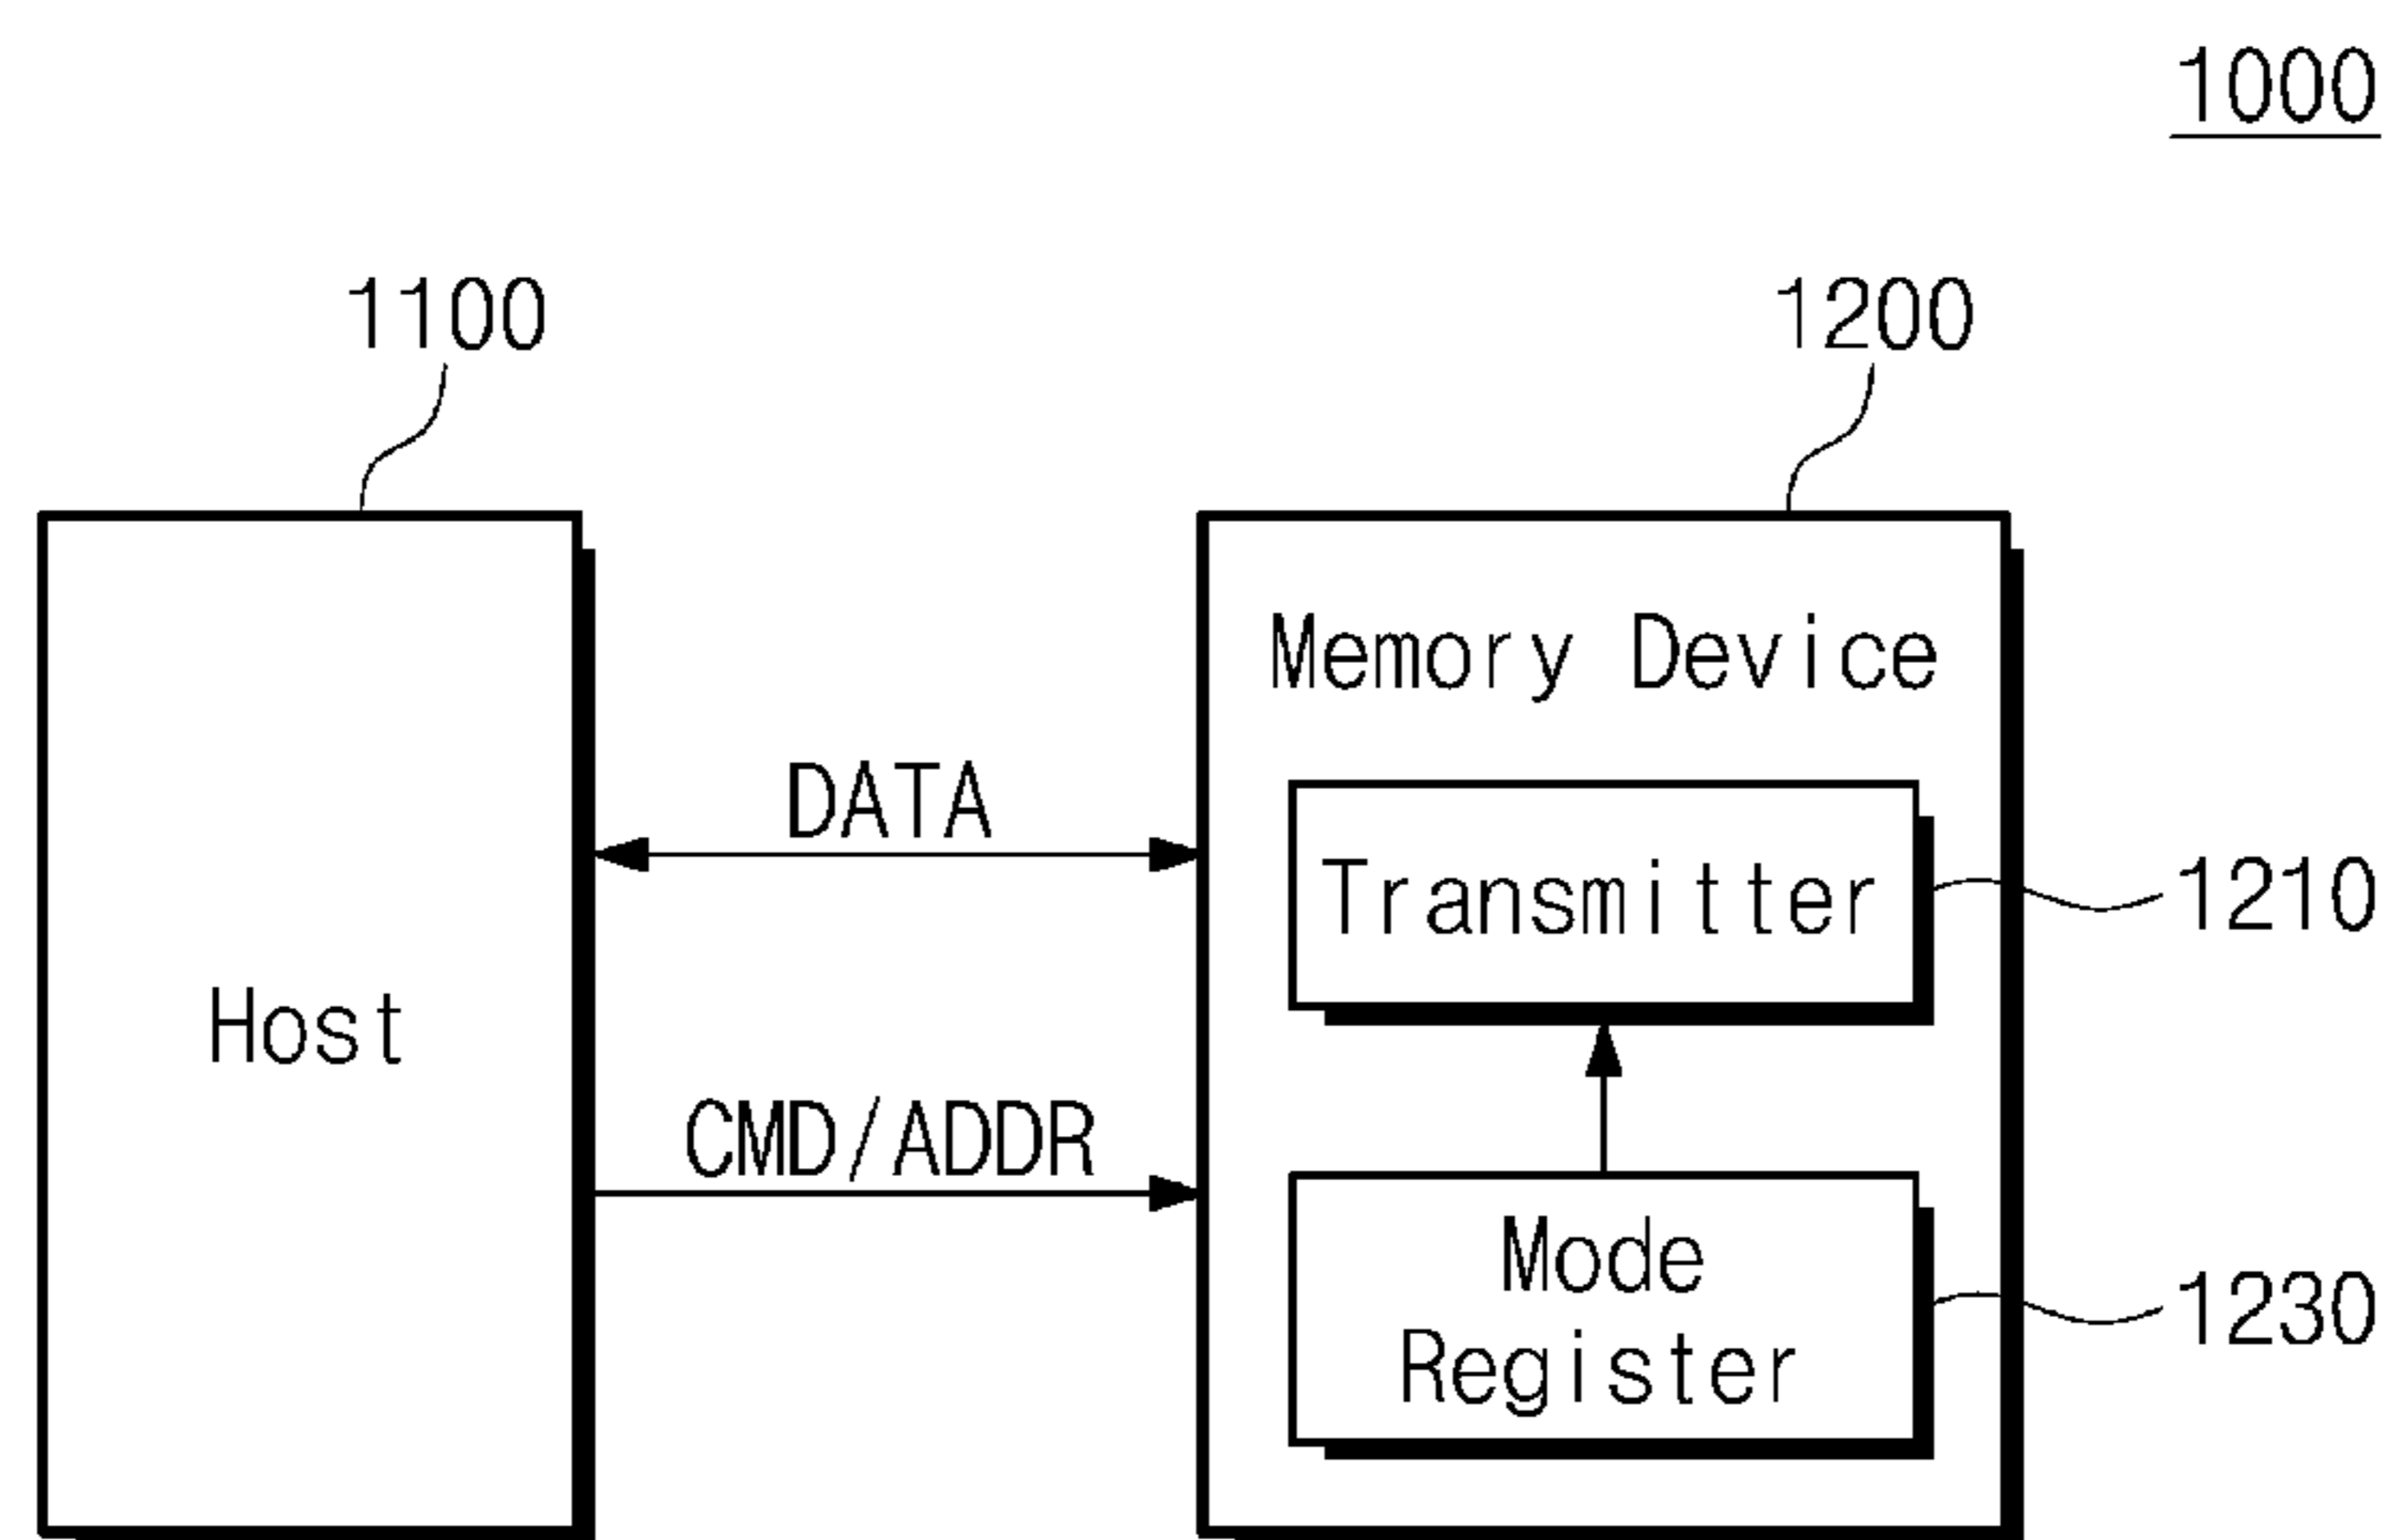 1000
1100
1200
Memory Device
DATA
Transmitter
1210
Host
CMD/ADDR
Mode
Register
1230